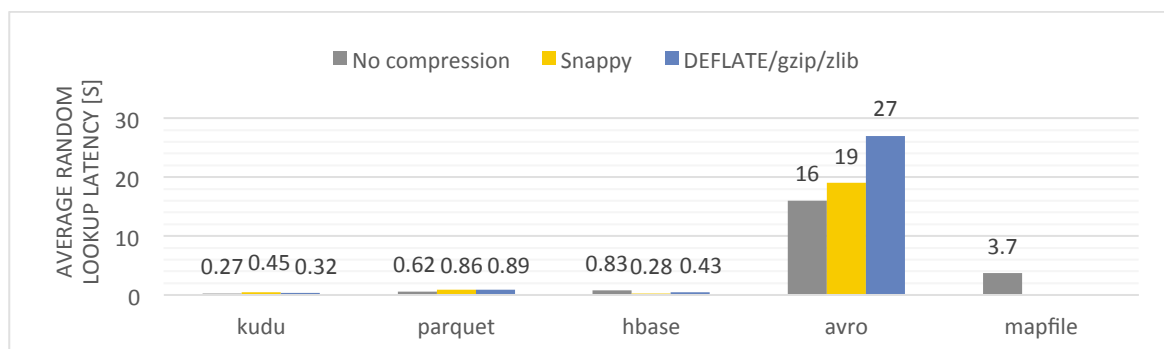 No compression Snappy DEFLATE/gzip/zlib
AVERAGE RANDOM
LOOKUP LATENCY [S]
30
20
10
0
0.27 0.45 0.32
0.62 0.86 0.89
0.83 0.28 0.43
16 19 27
3.7
kudu parquet hbase avro mapfile